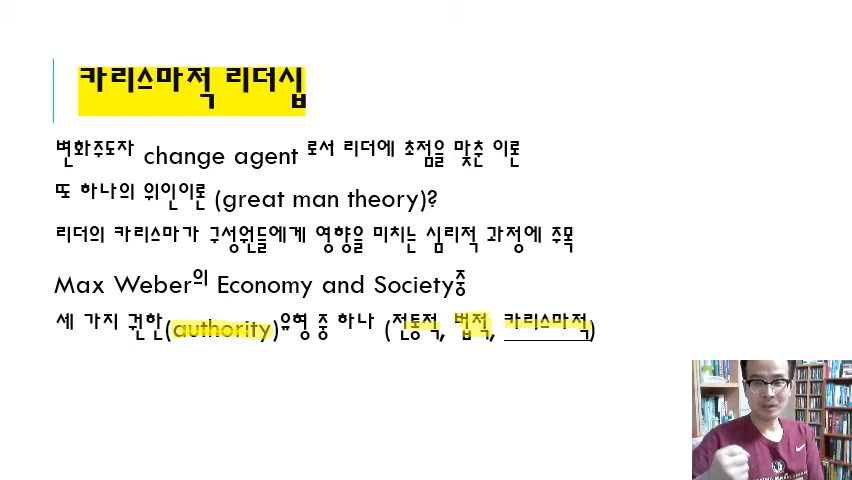 카리스마적 리더십
변화주도자 change agent 로서 리더에 초점을 맞춘 이론
또 하나의 위인이론 (great man theory)?
리더의 카리스마가 구성원들에게 영향을 미치는 심리적 과정에 주목
Max Weber의 Economy and Society중
세 가지 권한(authority)유형 중 하나 (전통적, 법적, 카리스마적)